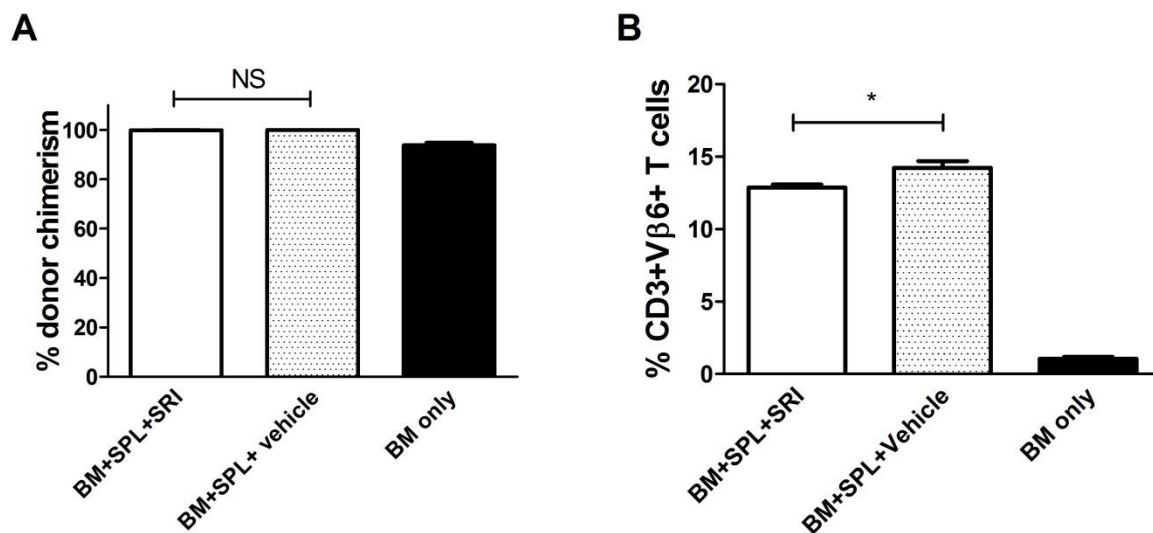 A
% donor chimerism
100
80
60
40
20
0
NS
BM+SPL+SRI
BM+SPL+ vehicle
BM only
B
% CD3+Vβ6+ T cells
20
15
10
5
0
*
BM+SPL+SRI
BM+SPL+Vehicle
BM only